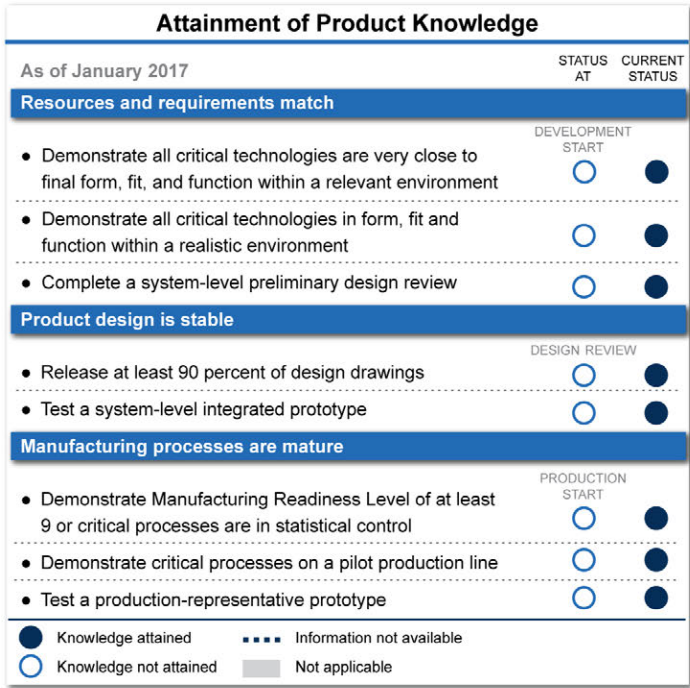 Attainment of Product Knowledge
As of January 2017
STATUS AT
CURRENT STATUS
Resources and requirements match
DEVELOPMENT START
• Demonstrate all critical technologies are very close to
final form, fit, and function within a relevant environment
• Demonstrate all critical technologies in form, fit and
function within a realistic environment
• Complete a system-level preliminary design review
Product design is stable
DESIGN REVIEW
• Release at least 90 percent of design drawings
• Test a system-level integrated prototype
Manufacturing processes are mature
PRODUCTION START
• Demonstrate Manufacturing Readiness Level of at least
9 or critical processes are in statistical control
• Demonstrate critical processes on a pilot production line
• Test a production-representative prototype
Knowledge attained
Information not available
Knowledge not attained
Not applicable